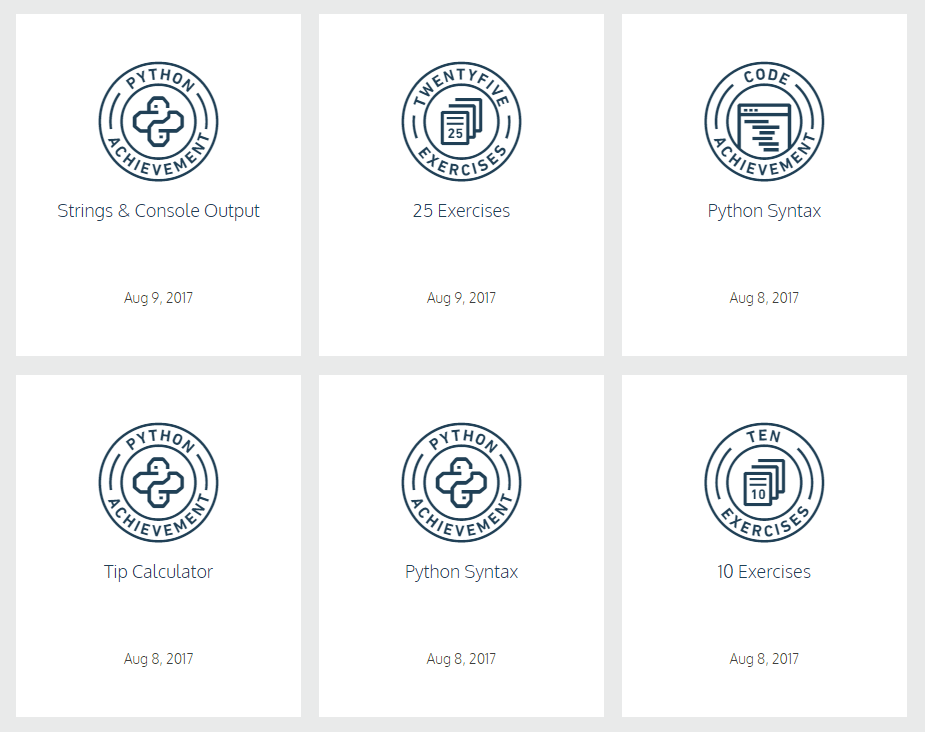 PYTHON ACHIEVEMENT
Strings & Console Output
Aug 9, 2017
TWENTYFIVE EXERCISES
25
25 Exercises
Aug 9, 2017
CODE ACHIEVEMENT
Python Syntax
Aug 8, 2017
PYTHON ACHIEVEMENT
Tip Calculator
Aug 8, 2017
PYTHON ACHIEVEMENT
Python Syntax
Aug 8, 2017
TEN EXERCISES
10
10 Exercises
Aug 8, 2017